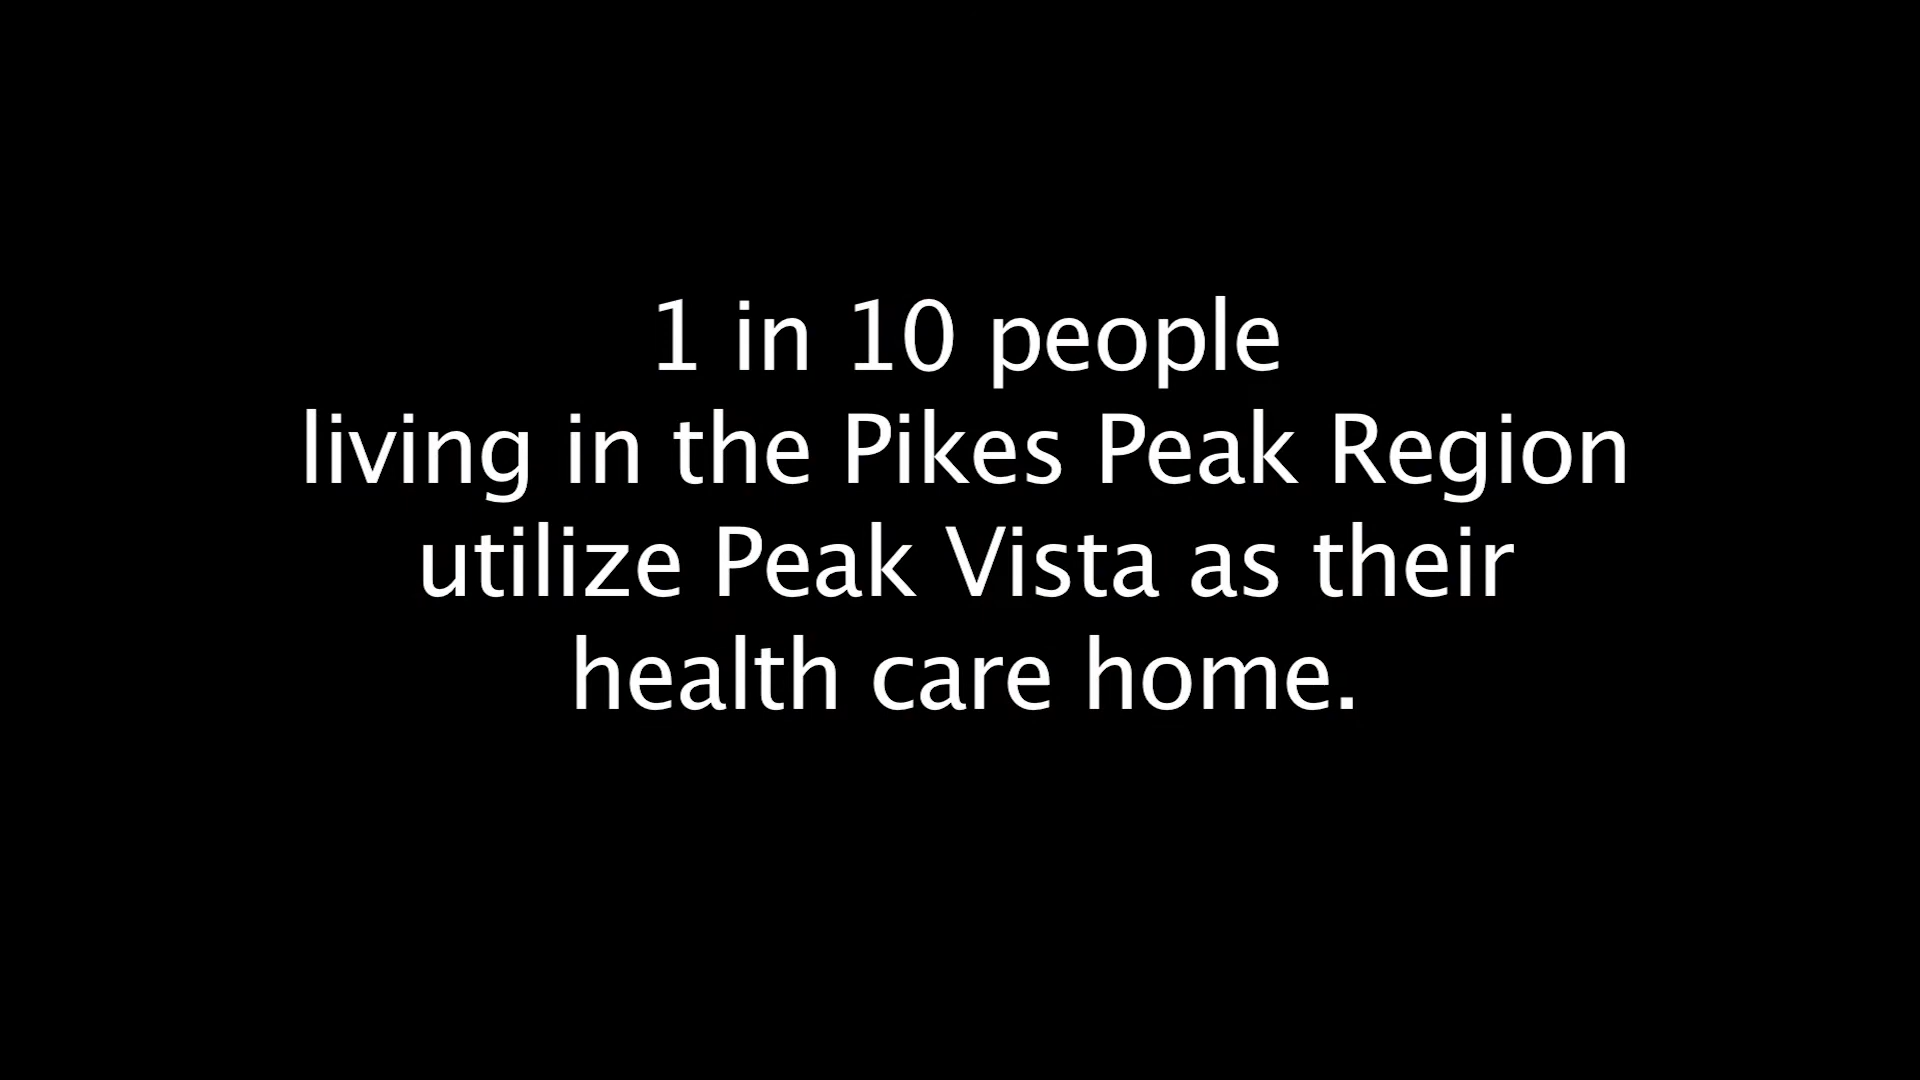 1 in 10 people
living in the Pikes Peak Region
utilize Peak Vista as their
health care home.